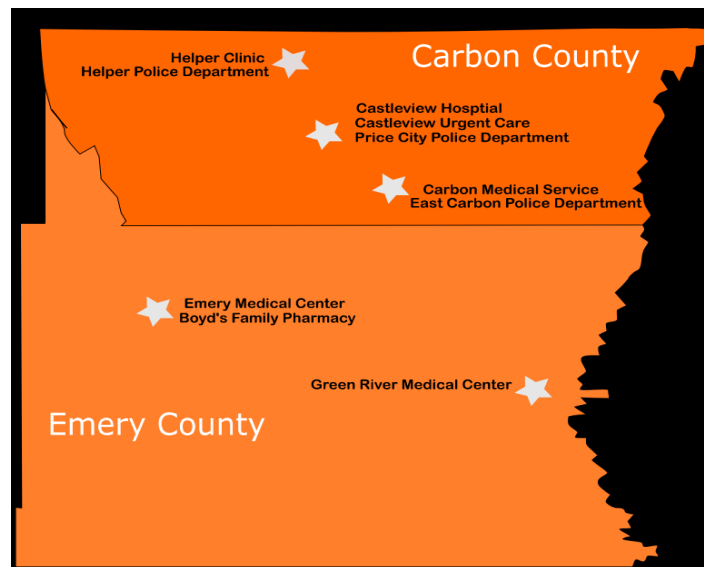 Carbon County
Helper Clinic
Helper Police Department
Castleview Hosptial
Castleview Urgent Care
Price City Police Department
Carbon Medical Service
East Carbon Police Department
Emery Medical Center
Boyd's Family Pharmacy
Green River Medical Center
Emery County